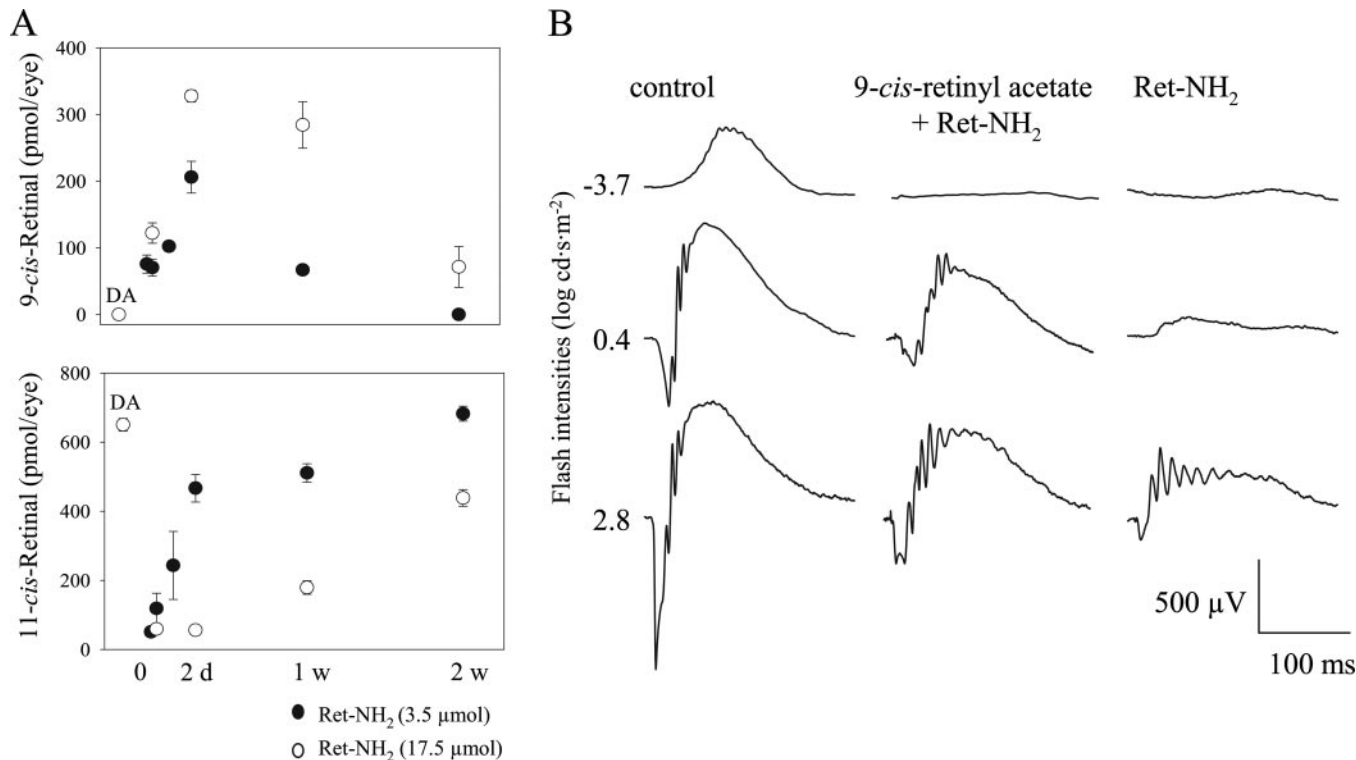 A
9-cis-Retinal (pmol/eye)
400
300
200
100
0
DA
11-cis-Retinal (pmol/eye)
800
600
400
200
0
DA
0 2 d 1 w 2 w
Ret-NH₂ (3.5 µmol)
Ret-NH₂ (17.5 µmol)
B
control
9-cis-retinyl acetate
+ Ret-NH₂
Ret-NH₂
Flash intensities (log cd·s·m⁻²)
-3.7
0.4
2.8
500 µV
100 ms